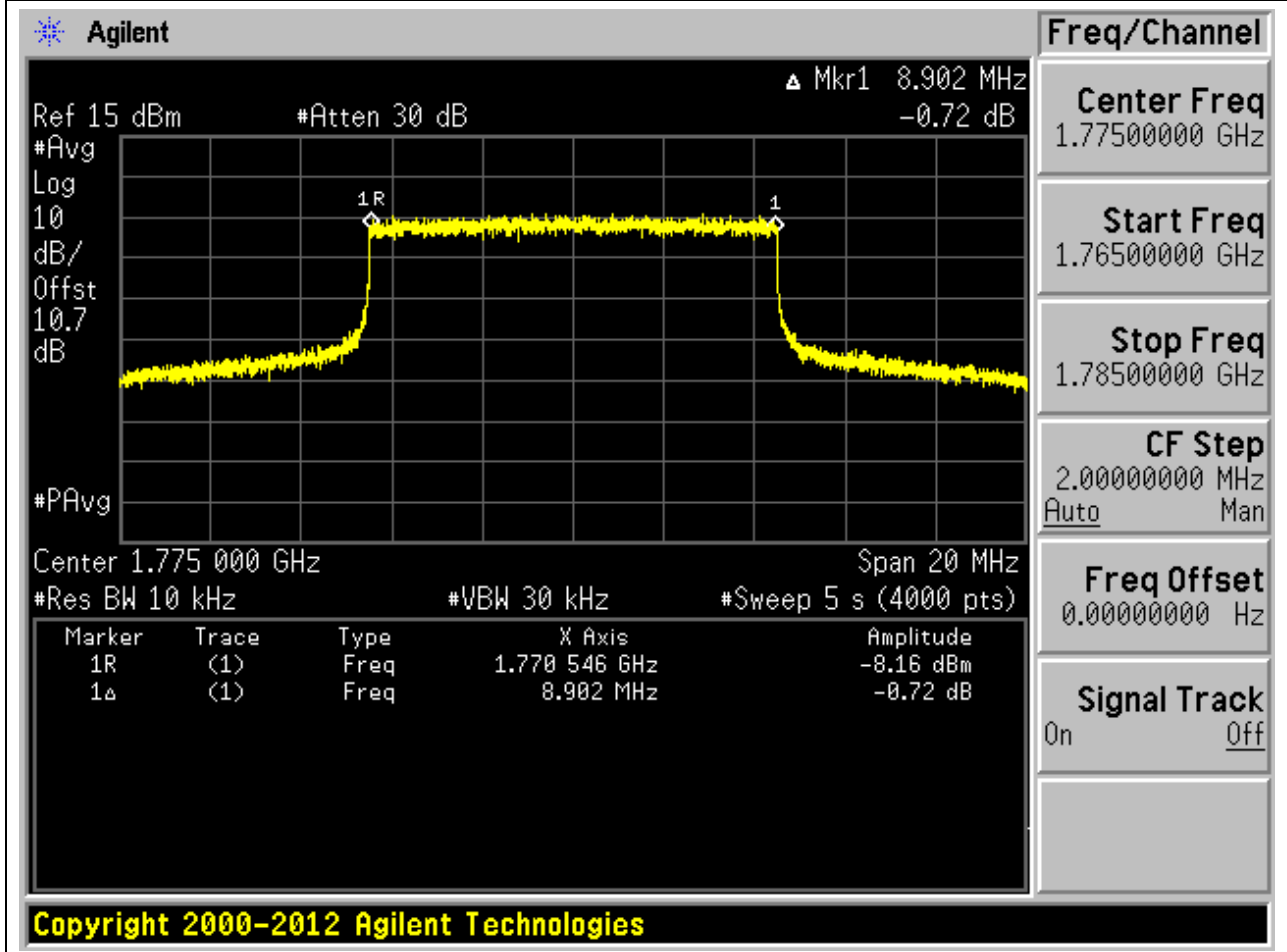 Agilent
Freq/Channel
Δ Mkr1 8.902 MHz
Ref 15 dBm #Atten 30 dB -0.72 dB
#Avg
Log
10
dB/
Offst
10.7
dB
#PAvg
1R
1
Center 1.775 000 GHz Span 20 MHz
#Res BW 10 kHz #VBW 30 kHz #Sweep 5 s (4000 pts)
Marker Trace Type X Axis Amplitude
1R (1) Freq 1.770 546 GHz -8.16 dBm
1Δ (1) Freq 8.902 MHz -0.72 dB
Center Freq
1.77500000 GHz
Start Freq
1.76500000 GHz
Stop Freq
1.78500000 GHz
CF Step
2.00000000 MHz
Auto Man
Freq Offset
0.00000000 Hz
Signal Track
On Off
Copyright 2000-2012 Agilent Technologies